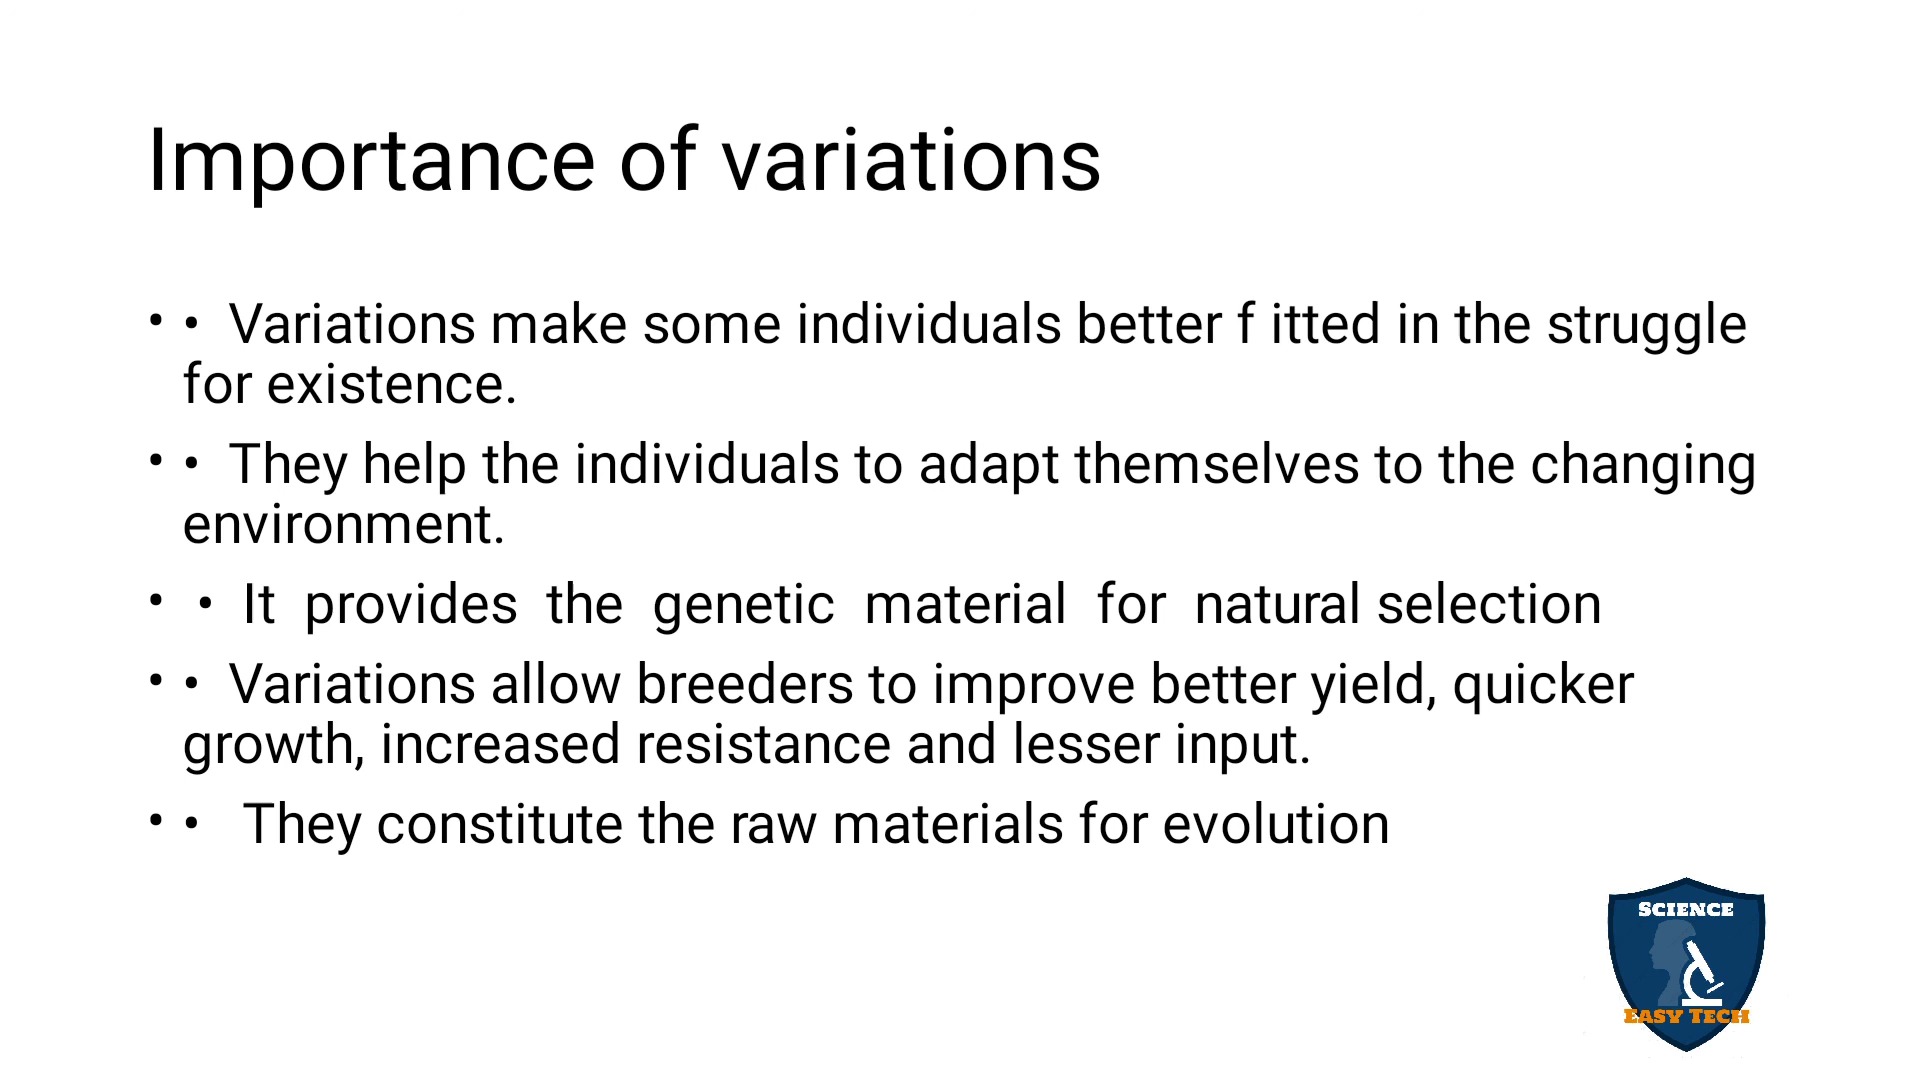 Importance of variations
• • Variations make some individuals better f itted in the struggle
for existence.
• • They help the individuals to adapt themselves to the changing
environment.
• • It provides the genetic material for natural selection
• • Variations allow breeders to improve better yield, quicker
growth, increased resistance and lesser input.
• • They constitute the raw materials for evolution
SCIENCE
EASY TECH